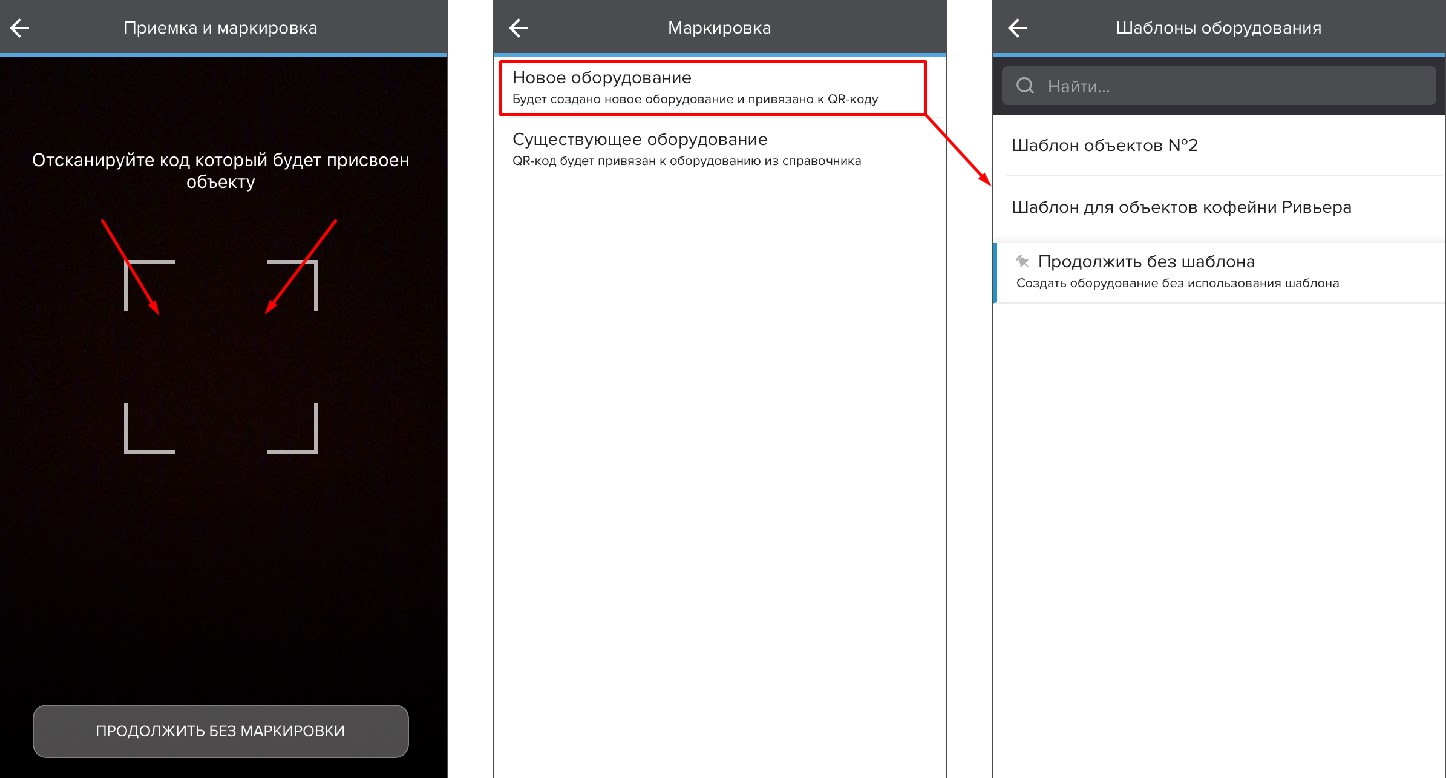 Приемка и маркировка
Отсканируйте код который будет присвоен
объекту
ПРОДОЛЖИТЬ БЕЗ МАРКИРОВКИ
Маркировка
Новое оборудование
Будет создано новое оборудование и привязано к QR-коду
Существующее оборудование
QR-код будет привязан к оборудованию из справочника
Шаблоны оборудования
Найти...
Шаблон объектов №2
Шаблон для объектов кофейни Ривьера
Продолжить без шаблона
Создать оборудование без использования шаблона